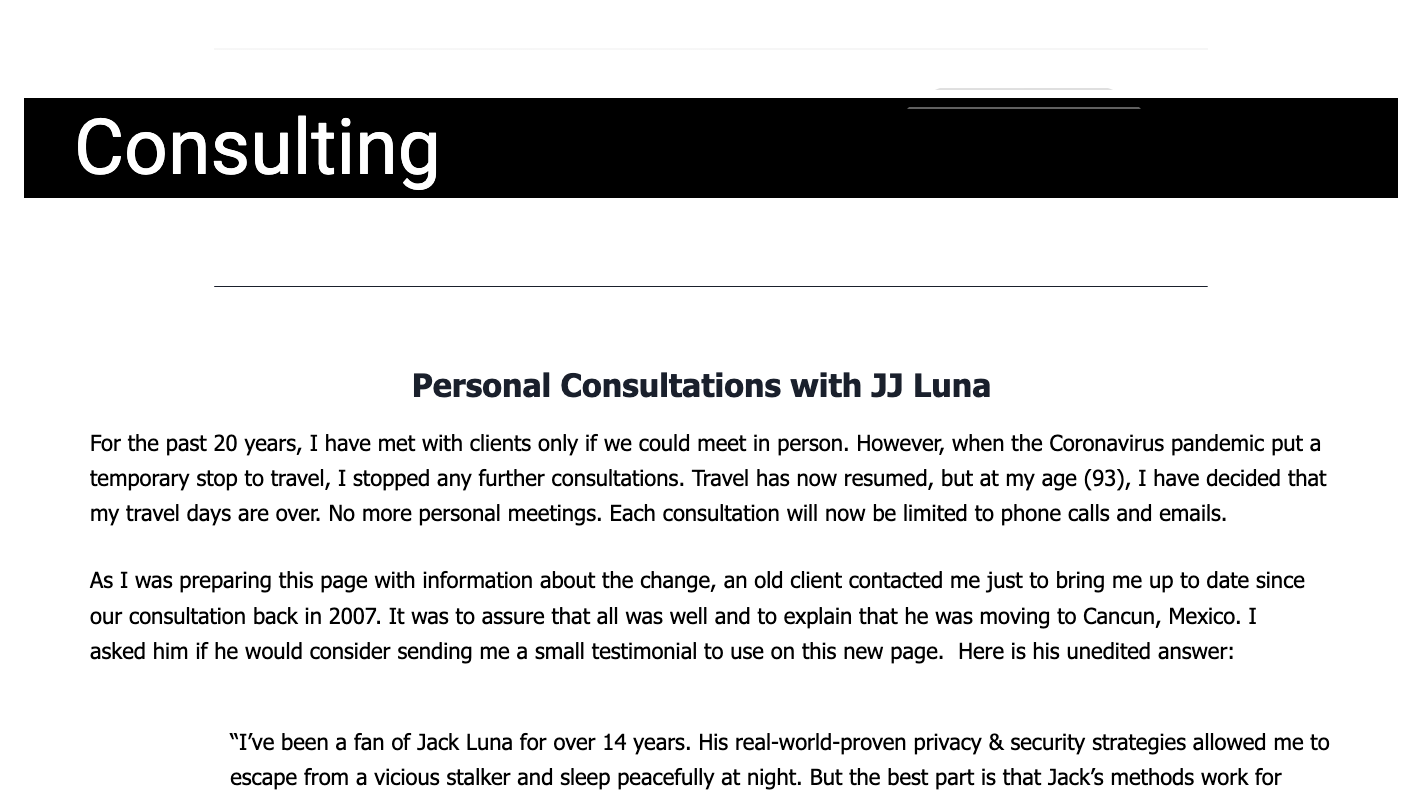 Consulting
Personal Consultations with JJ Luna
For the past 20 years, I have met with clients only if we could meet in person. However, when the Coronavirus pandemic put a
temporary stop to travel, I stopped any further consultations. Travel has now resumed, but at my age (93), I have decided that
my travel days are over. No more personal meetings. Each consultation will now be limited to phone calls and emails.
As I was preparing this page with information about the change, an old client contacted me just to bring me up to date since
our consultation back in 2007. It was to assure that all was well and to explain that he was moving to Cancun, Mexico. I
asked him if he would consider sending me a small testimonial to use on this new page.  Here is his unedited answer:
“I’ve been a fan of Jack Luna for over 14 years. His real-world-proven privacy & security strategies allowed me to
escape from a vicious stalker and sleep peacefully at night. But the best part is that Jack’s methods work for